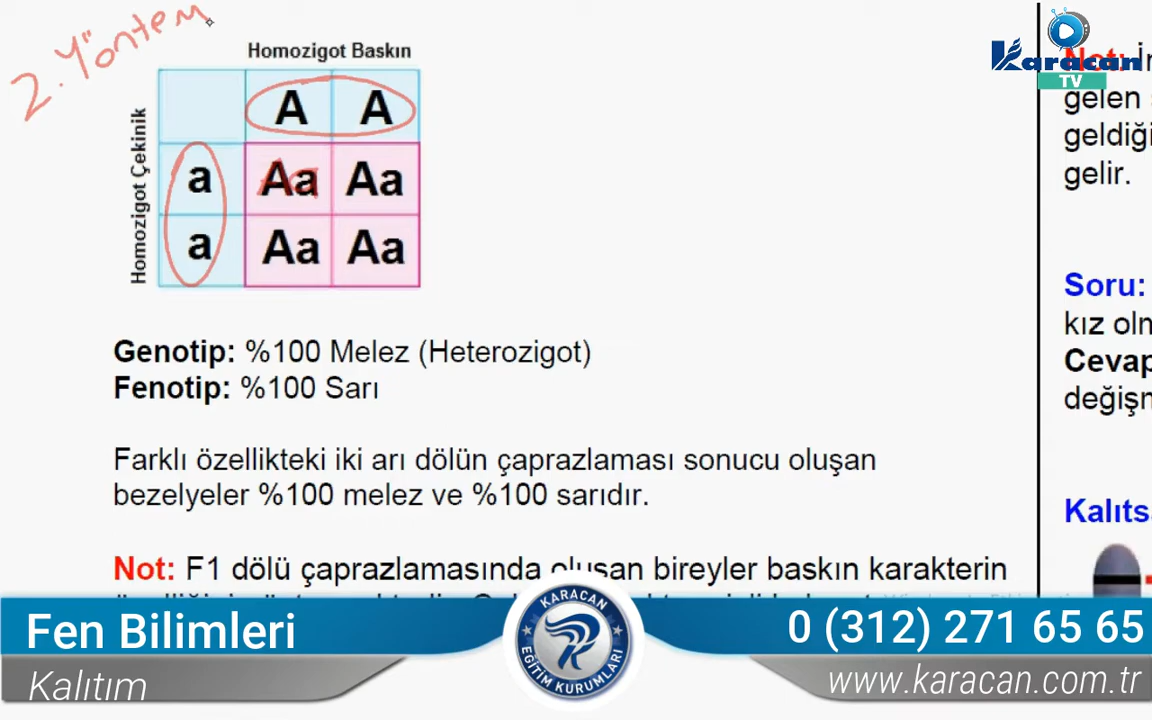 2. Yöntem
Homozigot Baskın
Homozigot Çekinik
A A
a Aa Aa
a Aa Aa
Genotip: %100 Melez (Heterozigot)
Fenotip: %100 Sarı
Farklı özellikteki iki arı dölün çaprazlaması sonucu oluşan
bezelyeler %100 melez ve %100 sarıdır.
Not: F1 dölü çaprazlamasında oluşan bireyler baskın karakterin
Karacan
TV
Not:
gelen
geldiği
gelir.
Soru:
kız
Cevap
Fen Bilimleri
Kalıtım
KARACAN
EĞİTİM KURUMLARI
0 (312) 271 65 65
www.karacan.com.tr